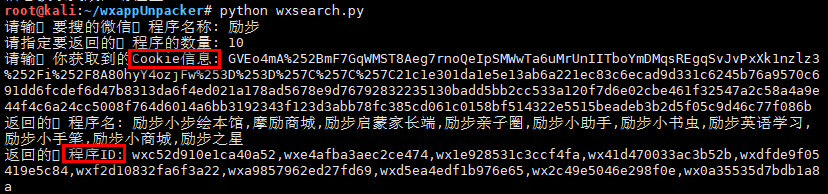 root@kali:~/wxappUnpacker# python wxsearch.py
请输 要搜的微信 程序名称: 励步
请指定要返回的 程序的数量: 10
请输 你获取到的Cookie信息: GVEo4mA%252BmF7GqWMST8Aeg7rnoQeIpSMWwTa6uMrUnIITboYmDMqsREgqSvJvPxXk1nzlz3
%252Fi%252F8A80hyY4ozjFw%253D%253D%257C%257C%257C21c1e301da1e5e13ab6a221ec83c6ecad9d331c6245b76a9570c6
91dd6fcdef6d47b8313da6f4ed021a178ad5678e9d76792832235130badd5bb2cc533a120f7d6e02cbe461f32547a2c58a4a9e
44f4c6a24cc5008f764d6014a6bb3192343f123d3abb78fc385cd061c0158bf514322e5515beadeb3b2d5f05c9d46c77f086b
返回的 程序名: 励步小步绘本馆,摩励商城,励步启蒙家长端,励步亲子圈,励步小助手,励步小书虫,励步英语学习,
励步小手笔,励步小商城,励步之星
返回的 程序ID: wxc52d910e1ca40a52,wxe4afba3aec2ce474,wx1e928531c3ccf4fa,wx41d470033ac3b52b,wxdfde9f05
419e5c84,wxf2d10832fa6f3a22,wxa9857962ed27fd69,wxd5ea4edf1b976e65,wx2c49e5046e298f0e,wx0a35535d7bdb1a8
a